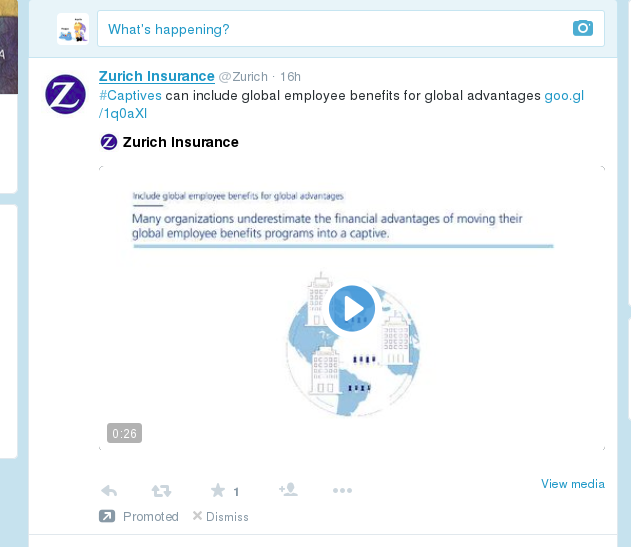 What's happening?
Zurich Insurance @Zurich · 16h
#Captives can include global employee benefits for global advantages goo.gl
/1q0aXl
Z Zurich Insurance
Include global employee benefits for global advantages
Many organizations underestimate the financial advantages of moving their
global employee benefits programs into a captive.
0:26
1
View media
Promoted Dismiss